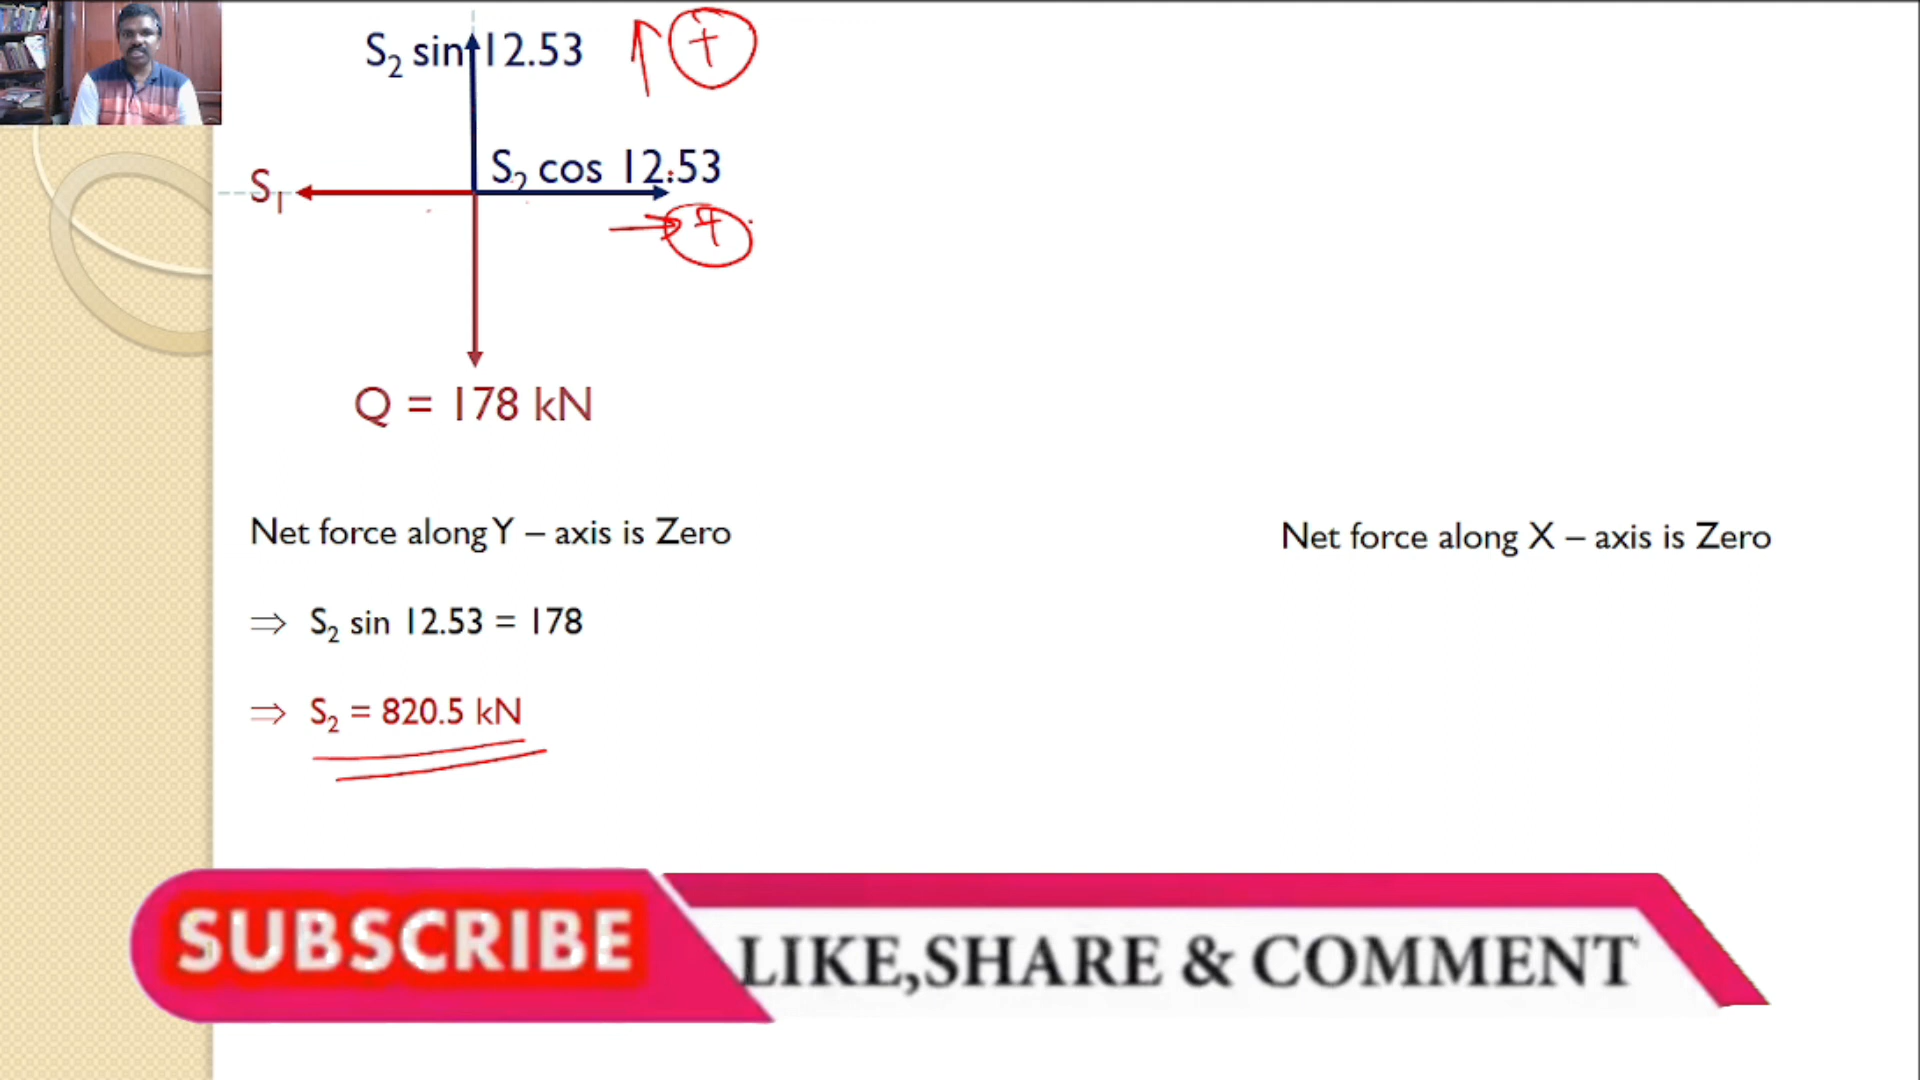 S₂ sin 12.53
+
S₂ cos 12.53
S₁
+
Q = 178 kN
Net force along Y – axis is Zero
Net force along X – axis is Zero
⇒ S₂ sin 12.53 = 178
⇒ S₂ = 820.5 kN
SUBSCRIBE
LIKE,SHARE & COMMENT